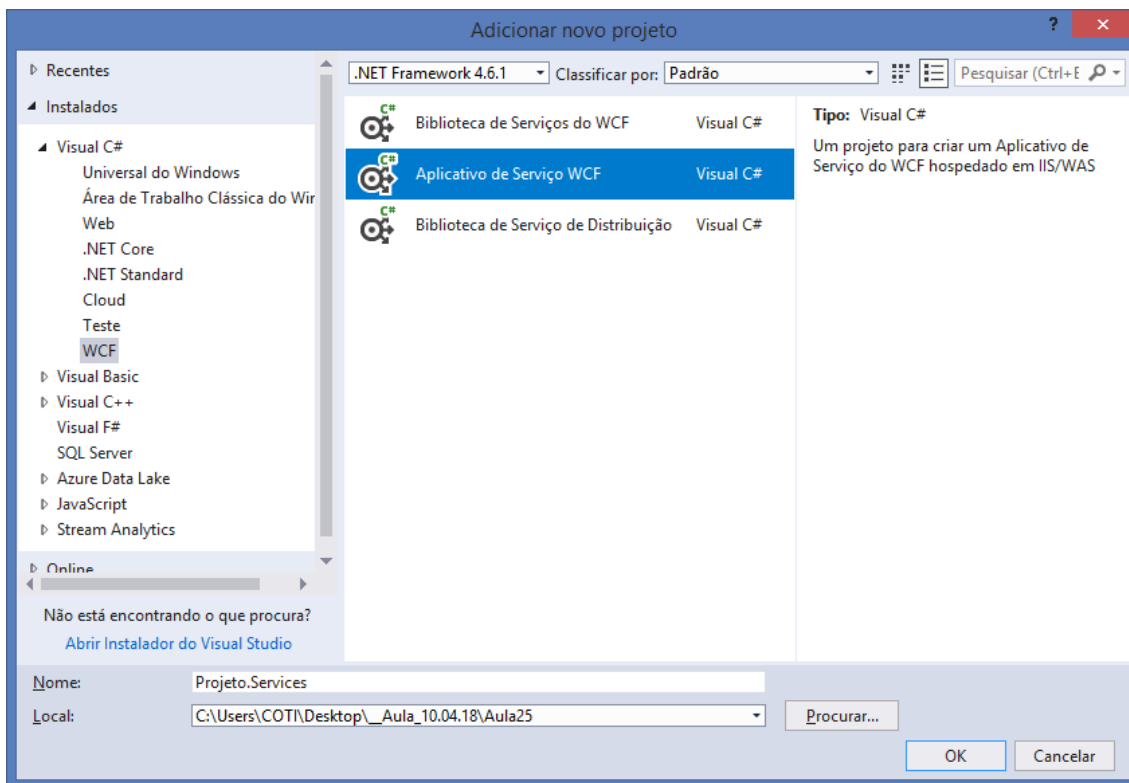 Adicionar novo projeto
?
Recentes
Instalados
Visual C#
Universal do Windows
Área de Trabalho Clássica do Wir
Web
.NET Core
.NET Standard
Cloud
Teste
WCF
Visual Basic
Visual C++
Visual F#
SQL Server
Azure Data Lake
JavaScript
Stream Analytics
Online
Não está encontrando o que procura?
Abrir Instalador do Visual Studio
.NET Framework 4.6.1
Classificar por: Padrão
Pesquisar (Ctrl+E
C# Biblioteca de Serviços do WCF Visual C#
C# Aplicativo de Serviço WCF Visual C#
C# Biblioteca de Serviço de Distribuição Visual C#
Tipo: Visual C#
Um projeto para criar um Aplicativo de
Serviço do WCF hospedado em IIS/WAS
Nome: Projeto.Services
Local: C:\Users\COTI\Desktop\__Aula_10.04.18\Aula25
Procurar...
OK Cancelar